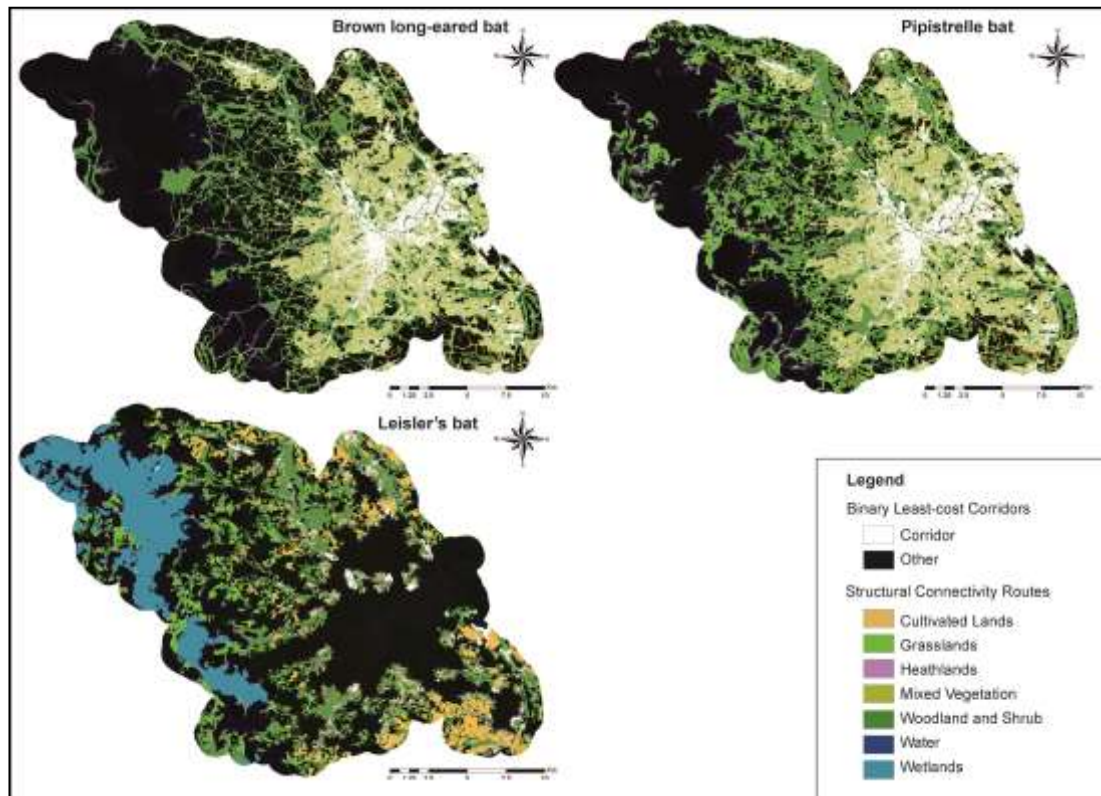 Brown long-eared bat
Pipistrelle bat
Leisler's bat
Legend
Binary Least-cost Corridors
Corridor
Other
Structural Connectivity Routes
Cultivated Lands
Grasslands
Heathlands
Mixed Vegetation
Woodland and Shrub
Water
Wetlands